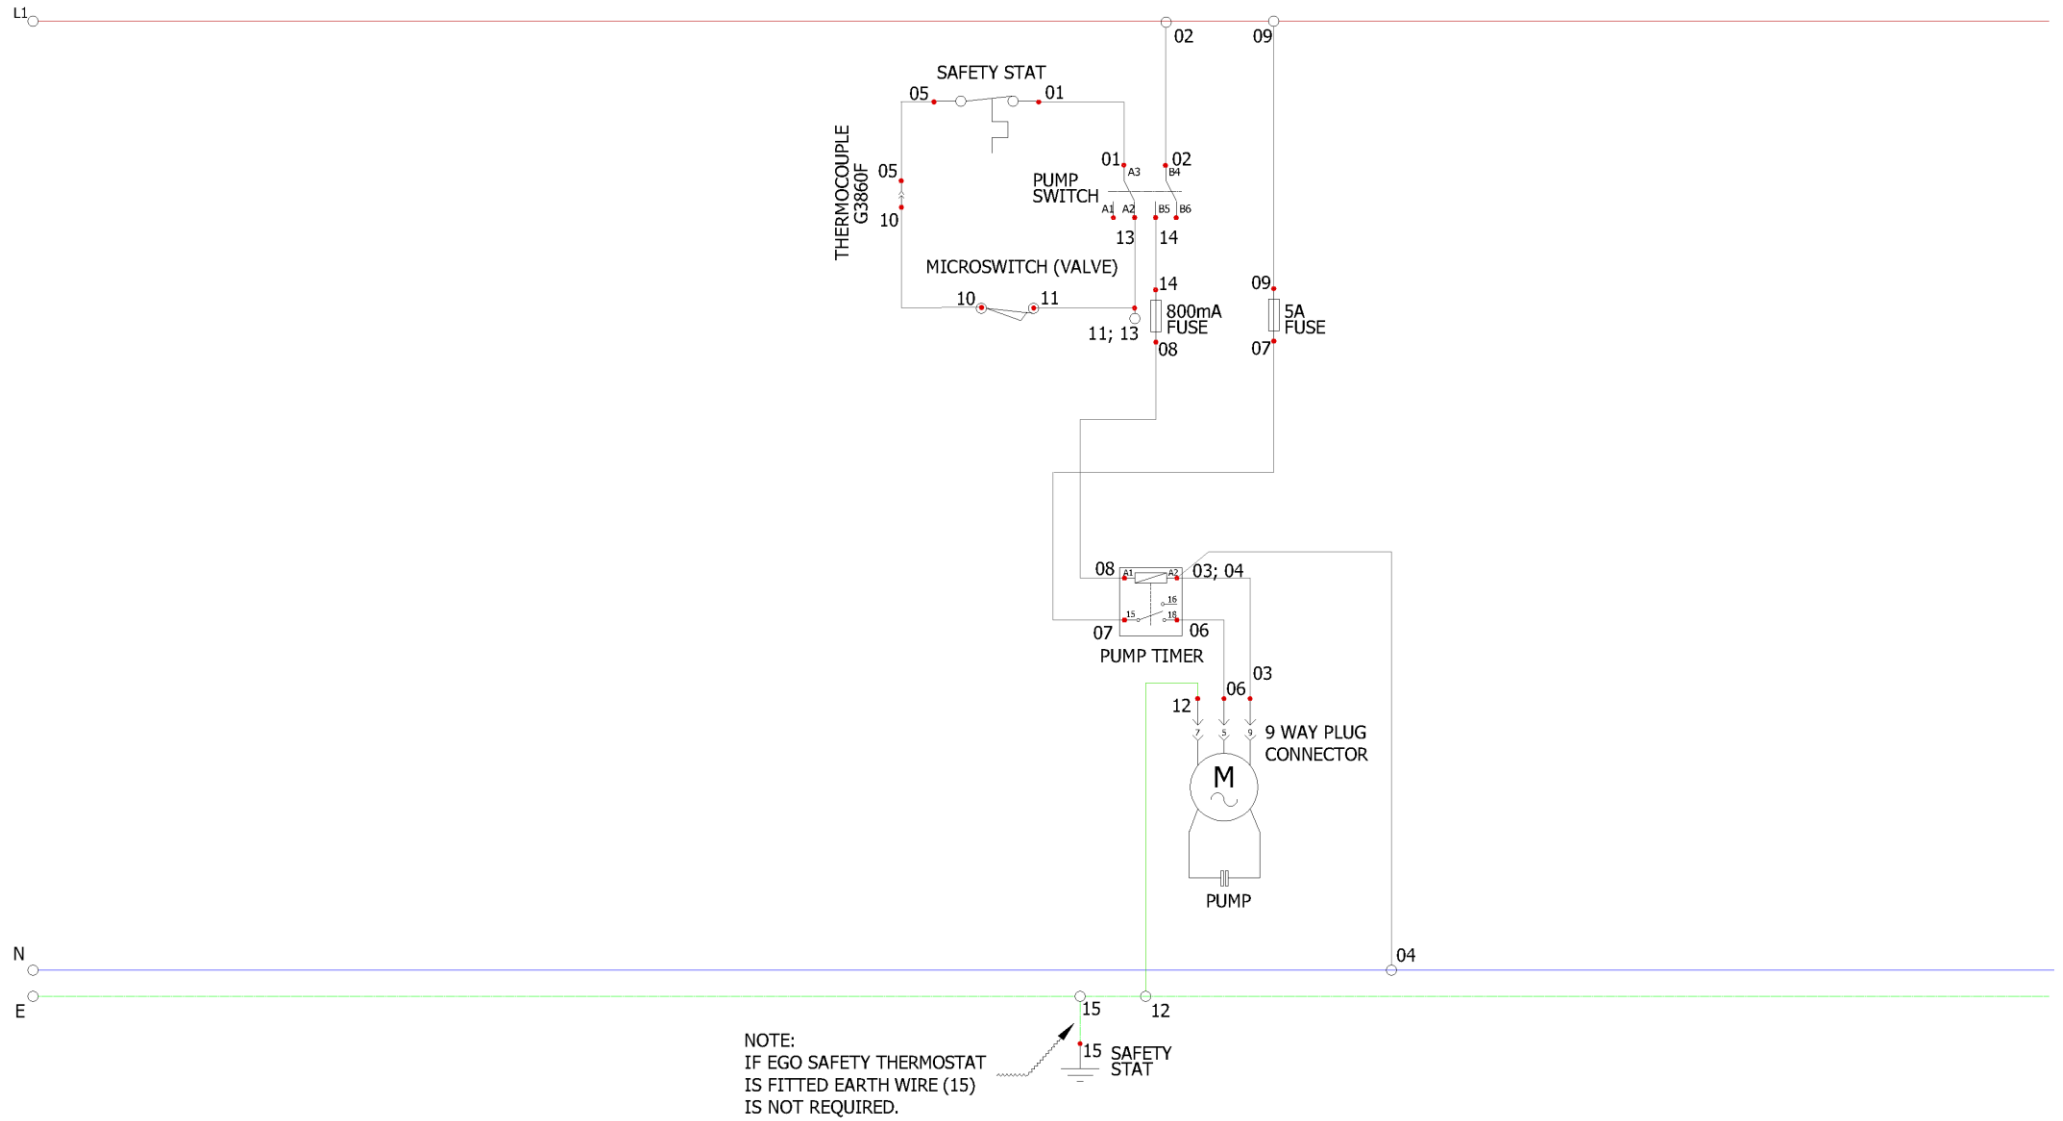 L1
02
09
SAFETY STAT
05
01
THERMOCOUPLE
G3860F
05
10
01
02
A3
B4
PUMP
SWITCH
A1
A2
B5
B6
13
14
MICROSWITCH (VALVE)
10
11
11; 13
14
800mA
FUSE
08
09
5A
FUSE
07
08
A1
A2
03; 04
16
15
18
07
06
PUMP TIMER
03
06
12
7
5
9
9 WAY PLUG
CONNECTOR
M
PUMP
N
04
E
15
12
NOTE:
IF EGO SAFETY THERMOSTAT
IS FITTED EARTH WIRE (15)
IS NOT REQUIRED.
15
SAFETY
STAT